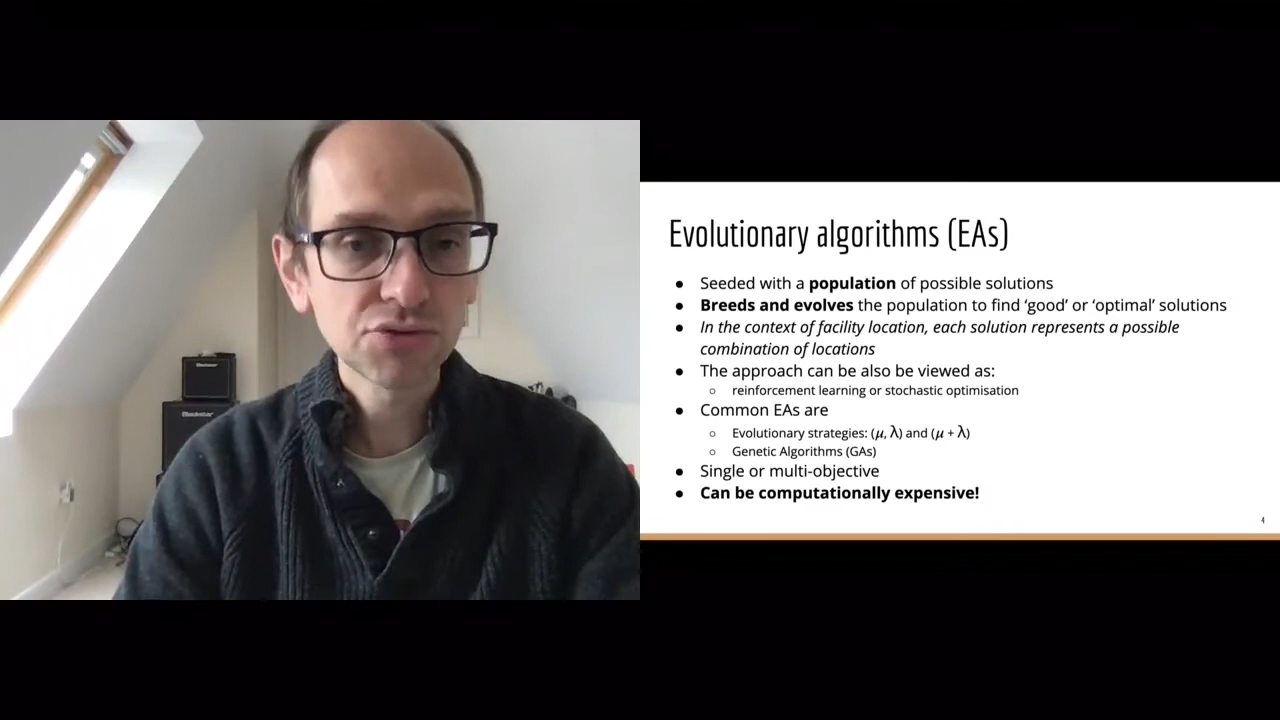 Blackstar
Blackstar
Evolutionary algorithms (EAs)
● Seeded with a population of possible solutions
● Breeds and evolves the population to find ‘good’ or ‘optimal’ solutions
● In the context of facility location, each solution represents a possible
combination of locations
● The approach can be also be viewed as:
○ reinforcement learning or stochastic optimisation
● Common EAs are
○ Evolutionary strategies: (μ, λ) and (μ + λ)
○ Genetic Algorithms (GAs)
● Single or multi-objective
● Can be computationally expensive!
4